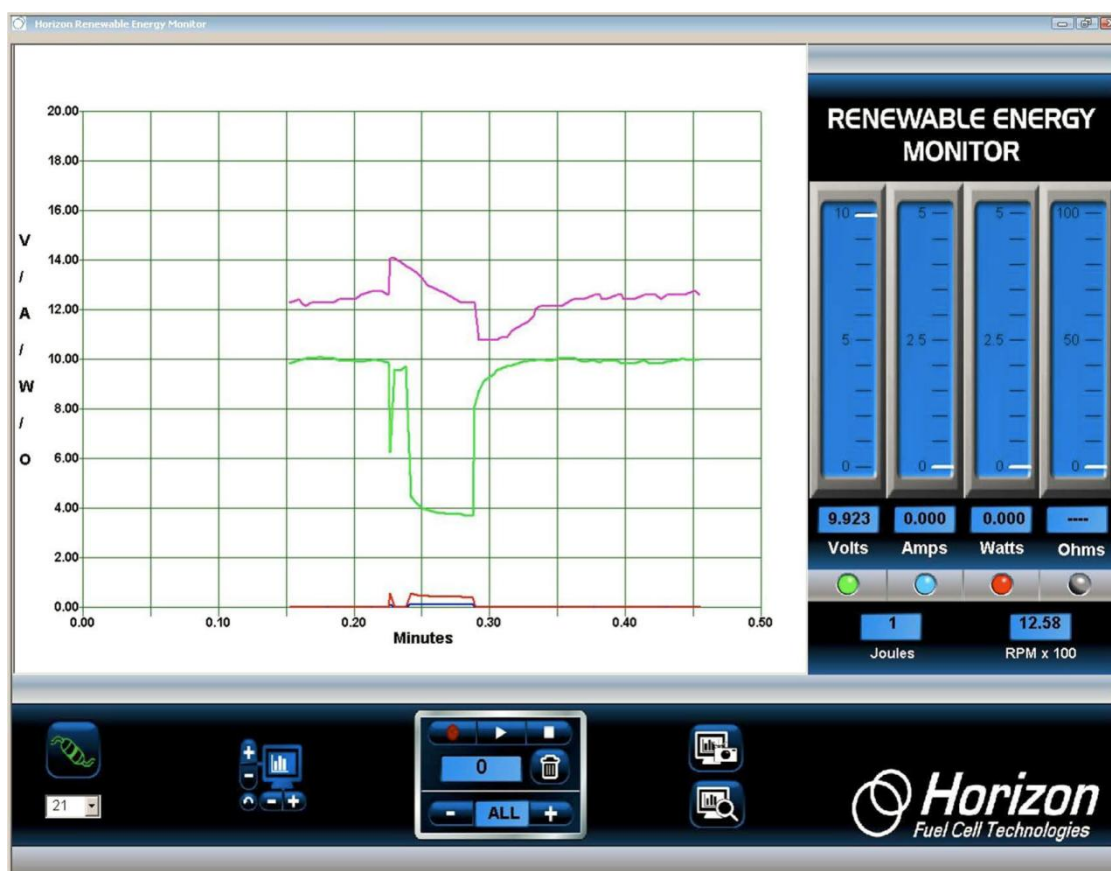 Horizon Renewable Energy Monitor
20.00
18.00
16.00
14.00
12.00
10.00
8.00
6.00
4.00
2.00
0.00
V
/
A
/
W
/
O
0.00 0.10 0.20 0.30 0.40 0.50
Minutes
RENEWABLE ENERGY
MONITOR
10 5 5 100
5 2.5 2.5 50
0 0 0 0
9.923 0.000 0.000 ----
Volts Amps Watts Ohms
1 12.58
Joules RPM x 100
21
0
- ALL +
Horizon
Fuel Cell Technologies